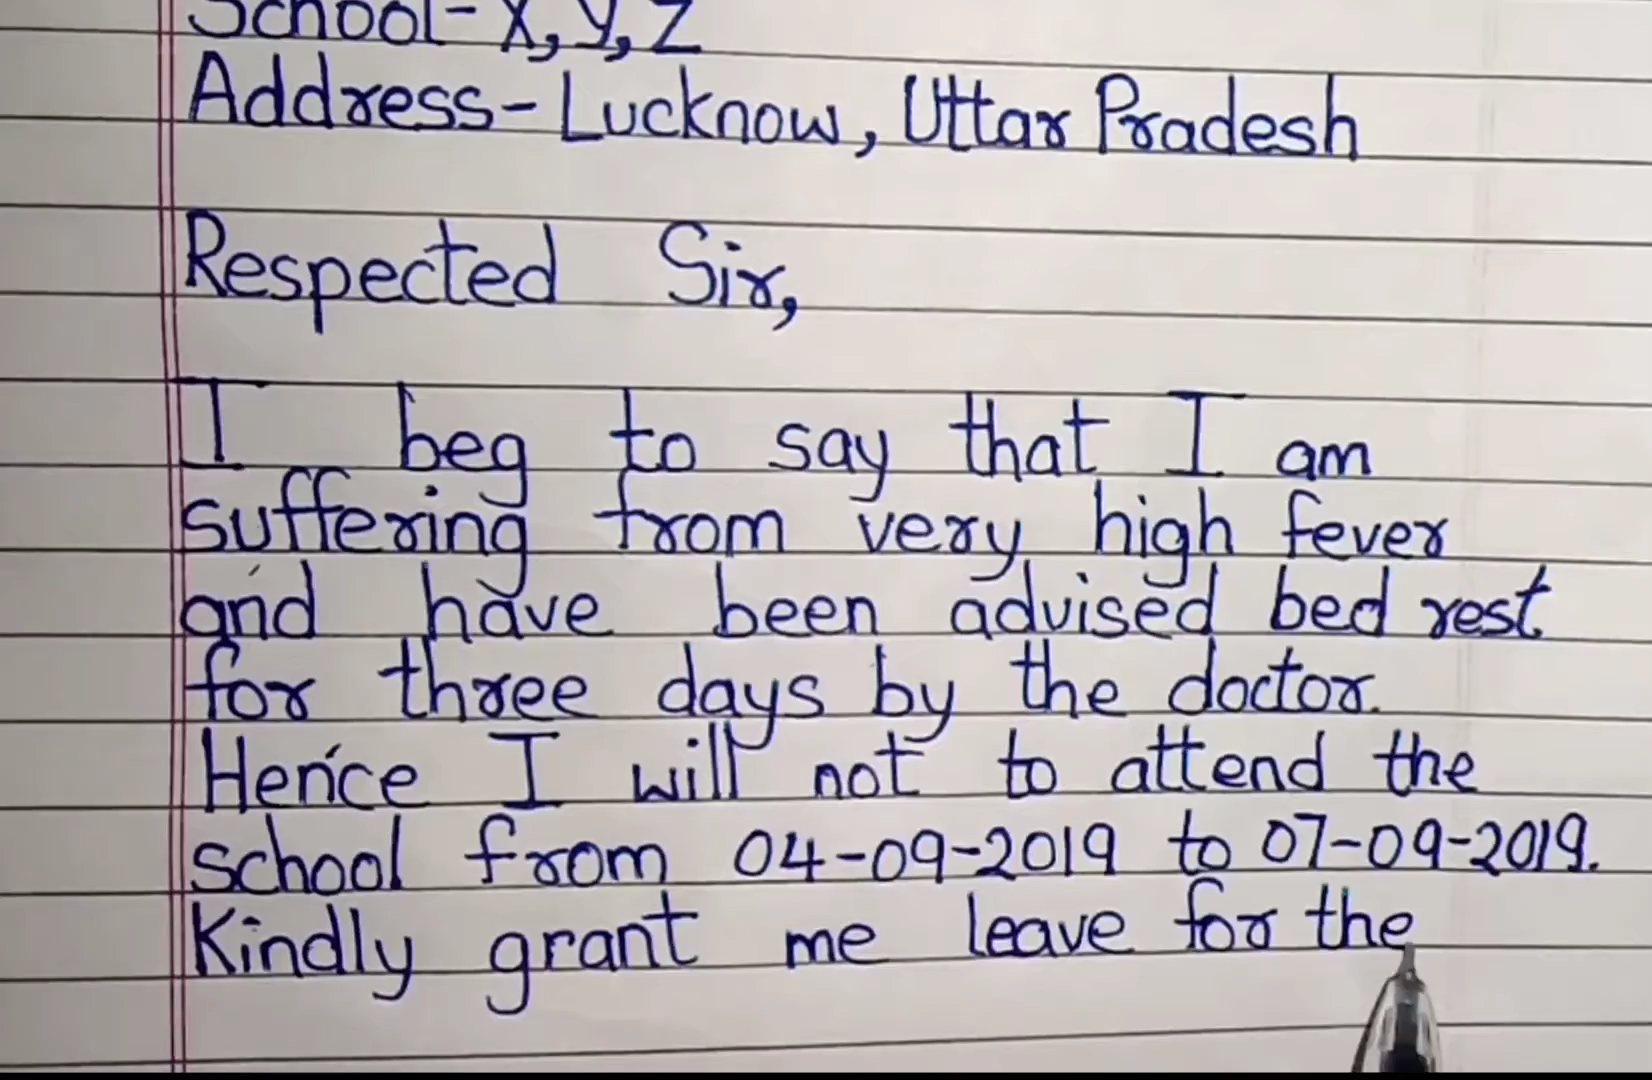 School- X, Y, Z
Address- Lucknow, Uttar Pradesh
Respected Sir,
I beg to say that I am
suffering from very high fever
and have been advised bed rest
for three days by the doctor.
Hence I will not to attend the
school from 04-09-2019 to 07-09-2019.
Kindly grant me leave for the